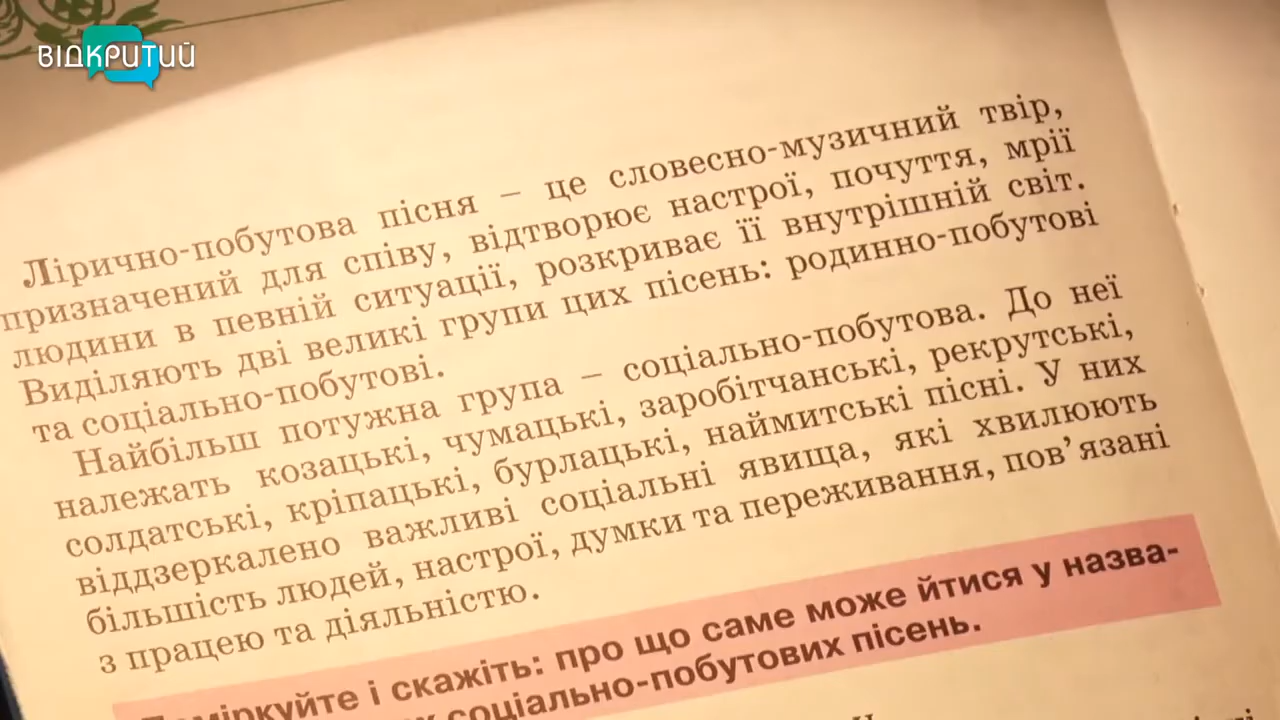 ВІДКРИТИЙ
Лірично-побутова пісня – це словесно-музичний твір,
призначений для співу, відтворює настрої, почуття, мрії
людини в певній ситуації, розкриває її внутрішній світ.
Виділяють дві великі групи цих пісень: родинно-побутові
та соціально-побутові.
Найбільш потужна група – соціально-побутова. До неї
належать козацькі, чумацькі, заробітчанські, рекрутські,
солдатські, кріпацькі, бурлацькі, наймитські пісні. У них
віддзеркалено важливі соціальні явища, які хвилюють
більшість людей, настрої, думки та переживання, пов’язані
з працею та діяльністю.
Поміркуйте і скажіть: про що саме може йтися у назва-
соціально-побутових пісень.